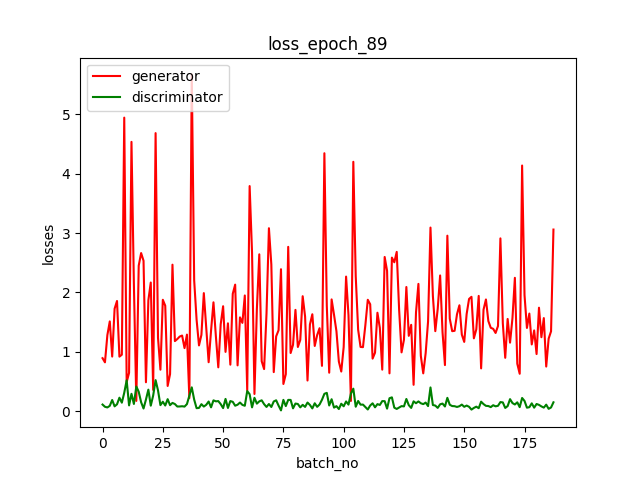 loss_epoch_89
generator
discriminator
losses
5
4
3
2
1
0
0
25
50
75
100
125
150
175
batch_no